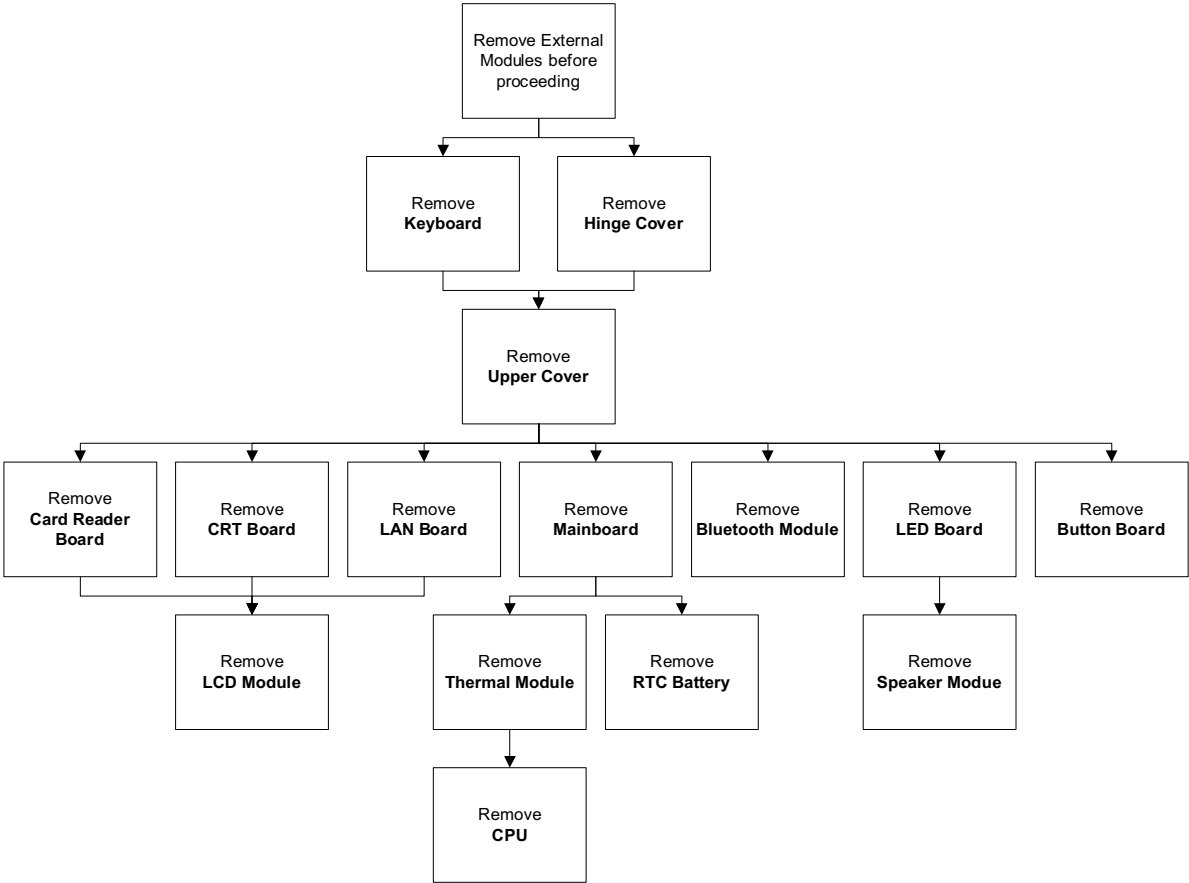 Remove External
Modules before
proceeding
Remove
Keyboard
Remove
Hinge Cover
Remove
Upper Cover
Remove
Card Reader
Board
Remove
CRT Board
Remove
LAN Board
Remove
Mainboard
Remove
Bluetooth Module
Remove
LED Board
Remove
Button Board
Remove
LCD Module
Remove
Thermal Module
Remove
RTC Battery
Remove
Speaker Modue
Remove
CPU